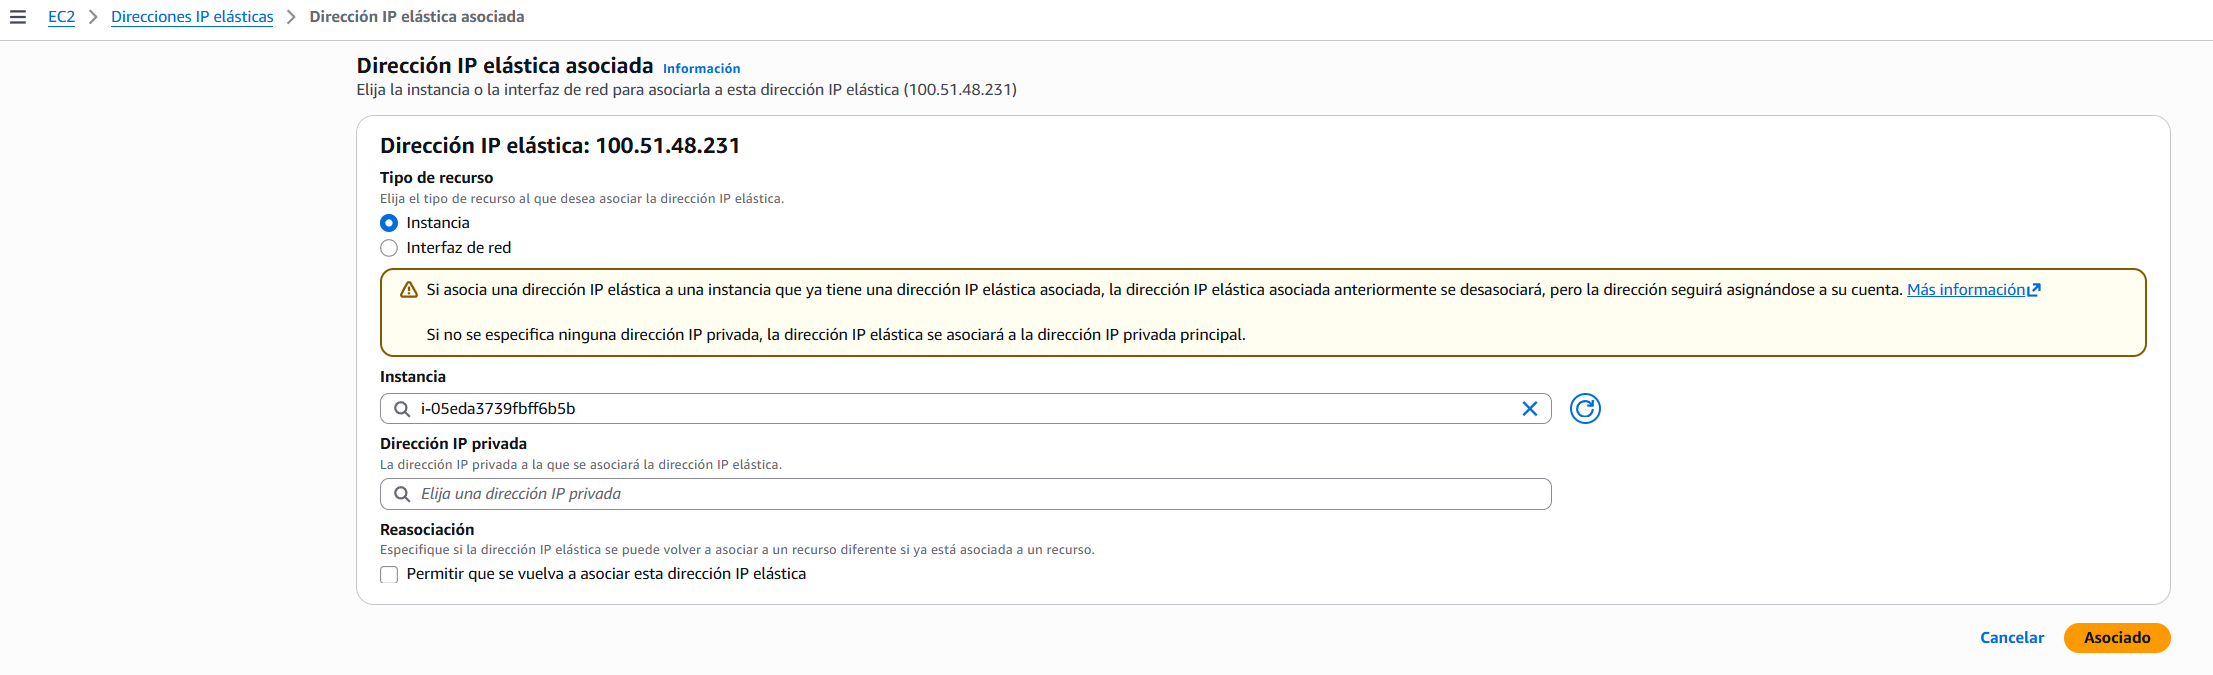 EC2 > Direcciones IP elásticas > Dirección IP elástica asociada
Dirección IP elástica asociada Información
Elija la instancia o la interfaz de red para asociarla a esta dirección IP elástica (100.51.48.231)
Dirección IP elástica: 100.51.48.231
Tipo de recurso
Elija el tipo de recurso al que desea asociar la dirección IP elástica.
Instancia
Interfaz de red
Si asocia una dirección IP elástica a una instancia que ya tiene una dirección IP elástica asociada, la dirección IP elástica asociada anteriormente se desasociará, pero la dirección seguirá asignándose a su cuenta. Más información
Si no se especifica ninguna dirección IP privada, la dirección IP elástica se asociará a la dirección IP privada principal.
Instancia
i-05eda3739fbff6b5b
Dirección IP privada
La dirección IP privada a la que se asociará la dirección IP elástica.
Elija una dirección IP privada
Reasociación
Especifique si la dirección IP elástica se puede volver a asociar a un recurso diferente si ya está asociada a un recurso.
Permitir que se vuelva a asociar esta dirección IP elástica
Cancelar Asociado